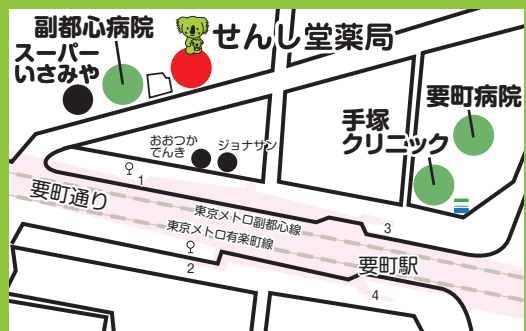 副都心病院
せんし堂薬局
スーパー
いさみや
要町病院
手塚
クリニック
おおつか
でんき
ジョナサン
1
要町通り
東京メトロ副都心線
東京メトロ有楽町線
3
要町駅
2
4